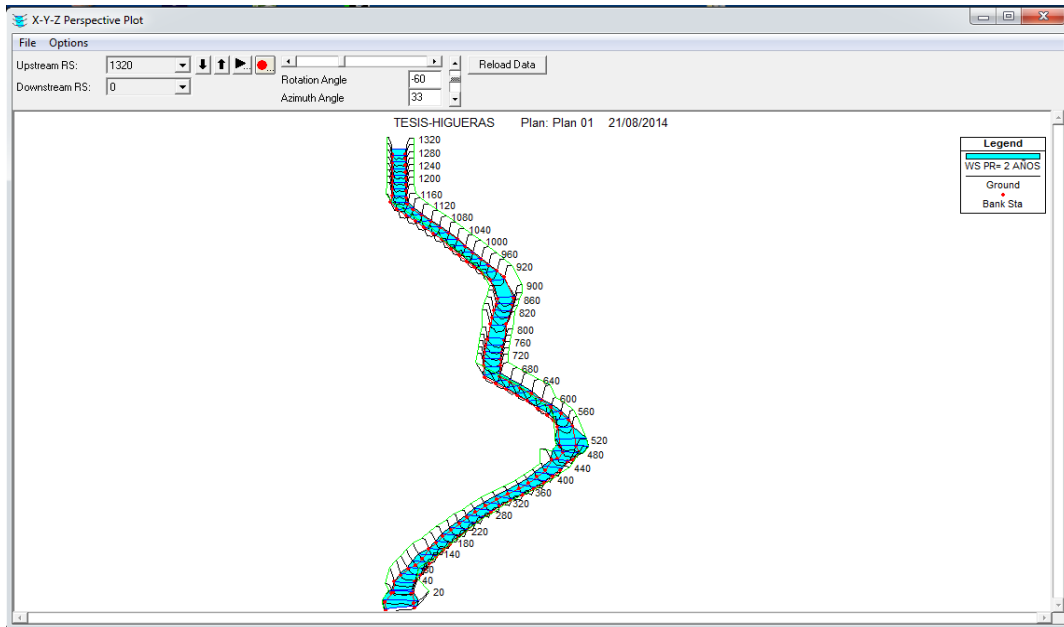 X-Y-Z Perspective Plot
File Options
Upstream RS: 1320
Downstream RS: 0
Rotation Angle -60
Azimuth Angle 33
Reload Data
TESIS-HIGUERAS Plan: Plan 01 21/08/2014
Legend
WS PR= 2 AÑOS
Ground
Bank Sta
1320
1280
1240
1200
1160
1120
1080
1040
1000
960
920
900
860
820
800
760
720
680
640
600
560
520
480
440
400
360
320
280
220
180
140
40
20